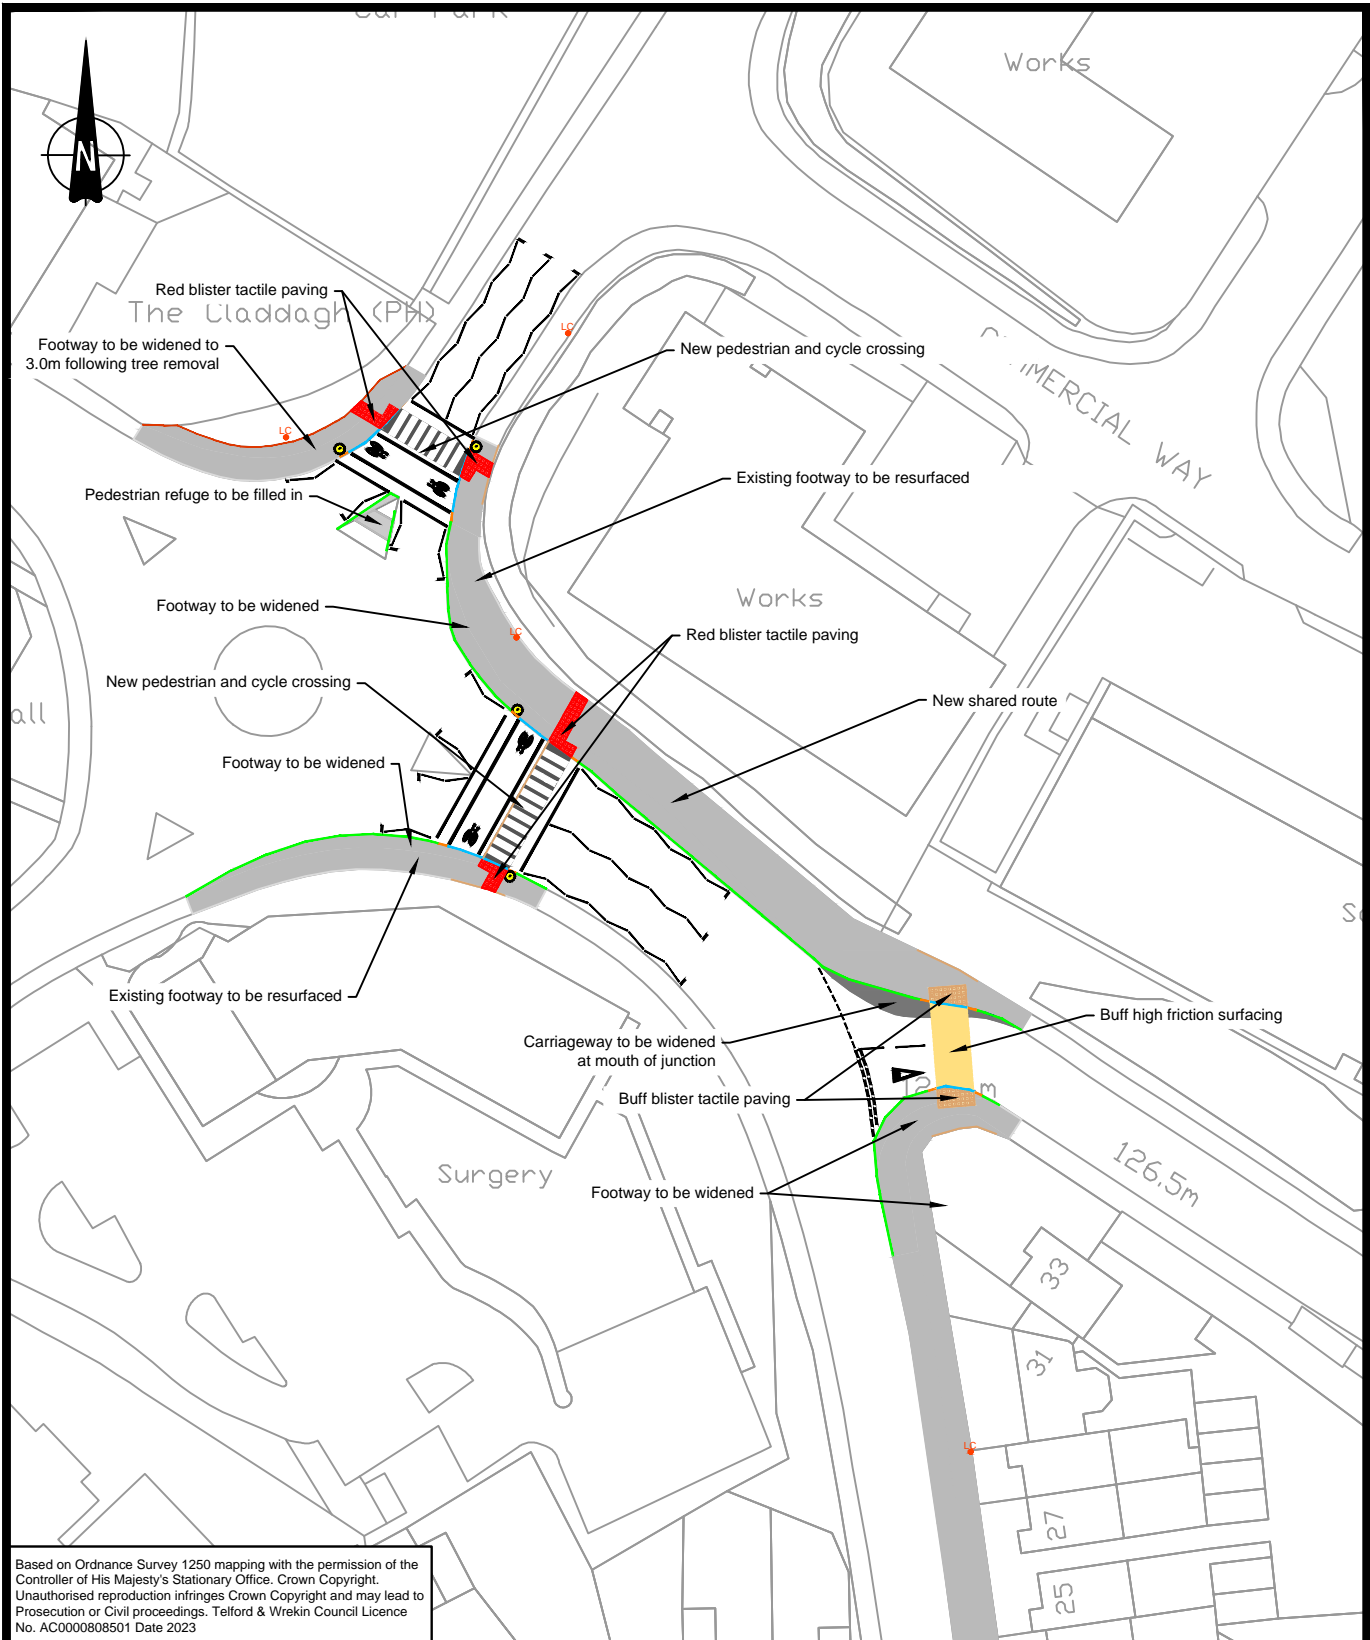 Car Park
Works
N
Red blister tactile paving
The Claddagh (PH)
LC
Footway to be widened to
3.0m following tree removal
New pedestrian and cycle crossing
MERCIAL WAY
LC
Existing footway to be resurfaced
Pedestrian refuge to be filled in
Works
Footway to be widened
LC
Red blister tactile paving
New pedestrian and cycle crossing
New shared route
all
Footway to be widened
Existing footway to be resurfaced
Buff high friction surfacing
Carriageway to be widened
at mouth of junction
Buff blister tactile paving
m
126.5m
Surgery
Footway to be widened
33
31
LC
27
25
Based on Ordnance Survey 1250 mapping with the permission of the
Controller of His Majesty's Stationary Office. Crown Copyright.
Unauthorised reproduction infringes Crown Copyright and may lead to
Prosecution or Civil proceedings. Telford & Wrekin Council Licence
No. AC0000808501 Date 2023